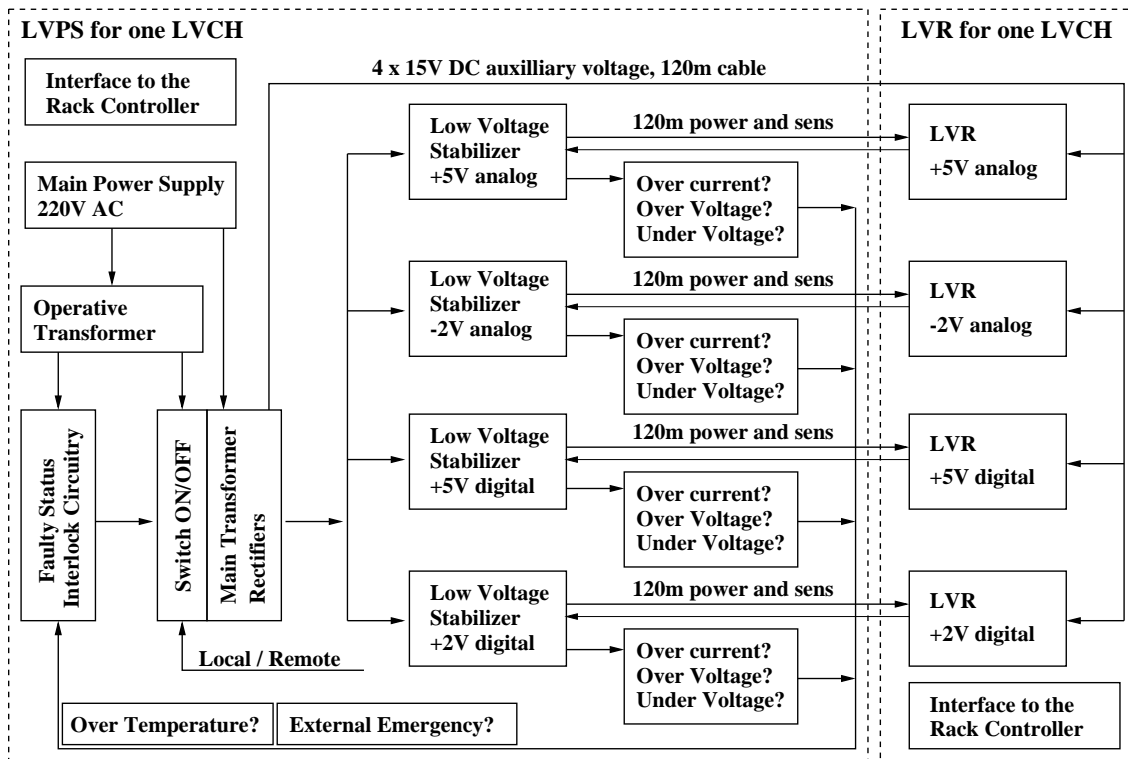 LVPS for one LVCH
LVR for one LVCH
Interface to the
Rack Controller
4 x 15V DC auxilliary voltage, 120m cable
Main Power Supply
220V AC
Operative
Transformer
Faulty Status
Interlock Circuitry
Switch ON/OFF
Main Transformer
Rectifiers
Local / Remote
Over Temperature?
External Emergency?
Low Voltage
Stabilizer
+5V analog
120m power and sens
Over current?
Over Voltage?
Under Voltage?
LVR
+5V analog
Low Voltage
Stabilizer
-2V analog
120m power and sens
Over current?
Over Voltage?
Under Voltage?
LVR
-2V analog
Low Voltage
Stabilizer
+5V digital
120m power and sens
Over current?
Over Voltage?
Under Voltage?
LVR
+5V digital
Low Voltage
Stabilizer
+2V digital
120m power and sens
Over current?
Over Voltage?
Under Voltage?
LVR
+2V digital
Interface to the
Rack Controller